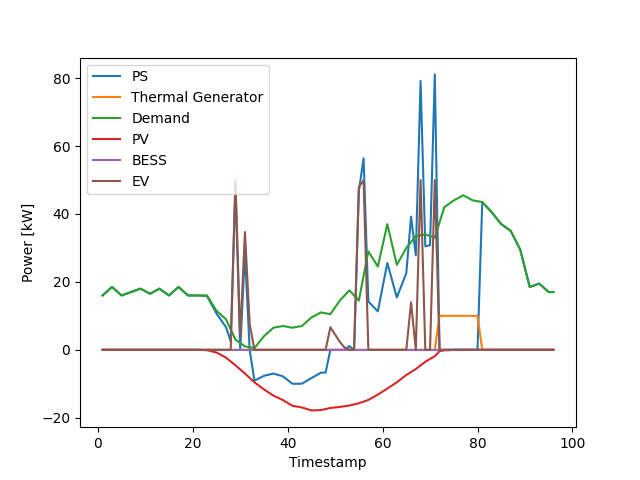 PS
Thermal Generator
Demand
PV
BESS
EV
80
60
40
20
0
−20
Power [kW]
0 20 40 60 80 100
Timestamp